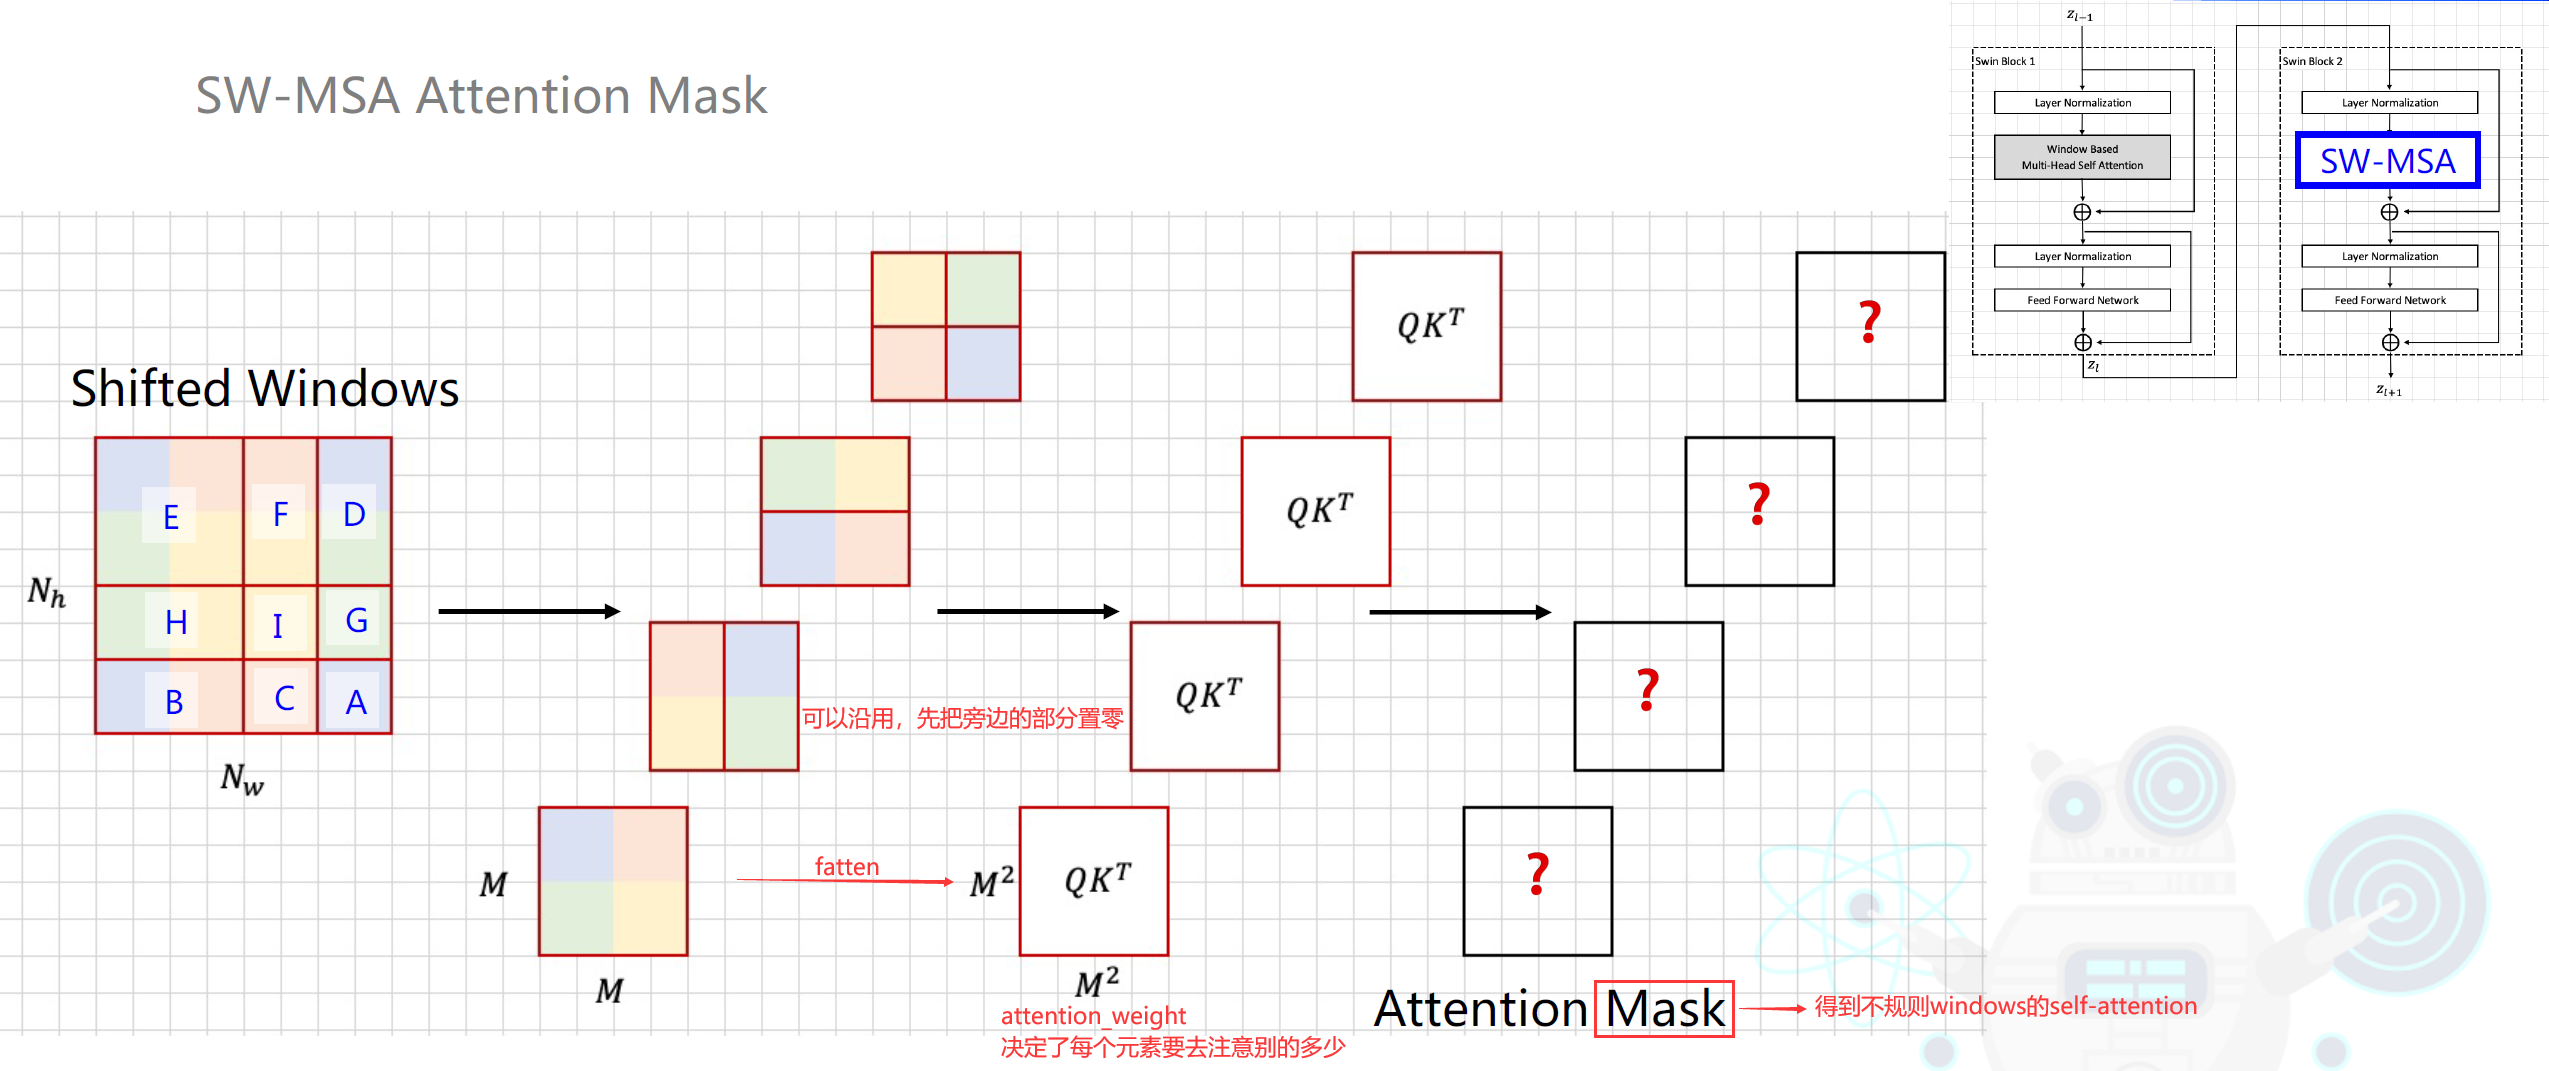 SW-MSA Attention Mask
z_{l-1}
Swin Block 1
Layer Normalization
Window Based
Multi-Head Self Attention
Layer Normalization
Feed Forward Network
z_l
Swin Block 2
Layer Normalization
SW-MSA
Layer Normalization
Feed Forward Network
z_{l+1}
Shifted Windows
E F D
H I G
B C A
N_h
N_w
QK^T
?
QK^T
?
可以沿用，先把旁边的部分置零
QK^T
?
M
M
fatten
M²
QK^T
M²
?
attention_weight
决定了每个元素要去注意别的多少
Attention Mask
得到不规则windows的self-attention